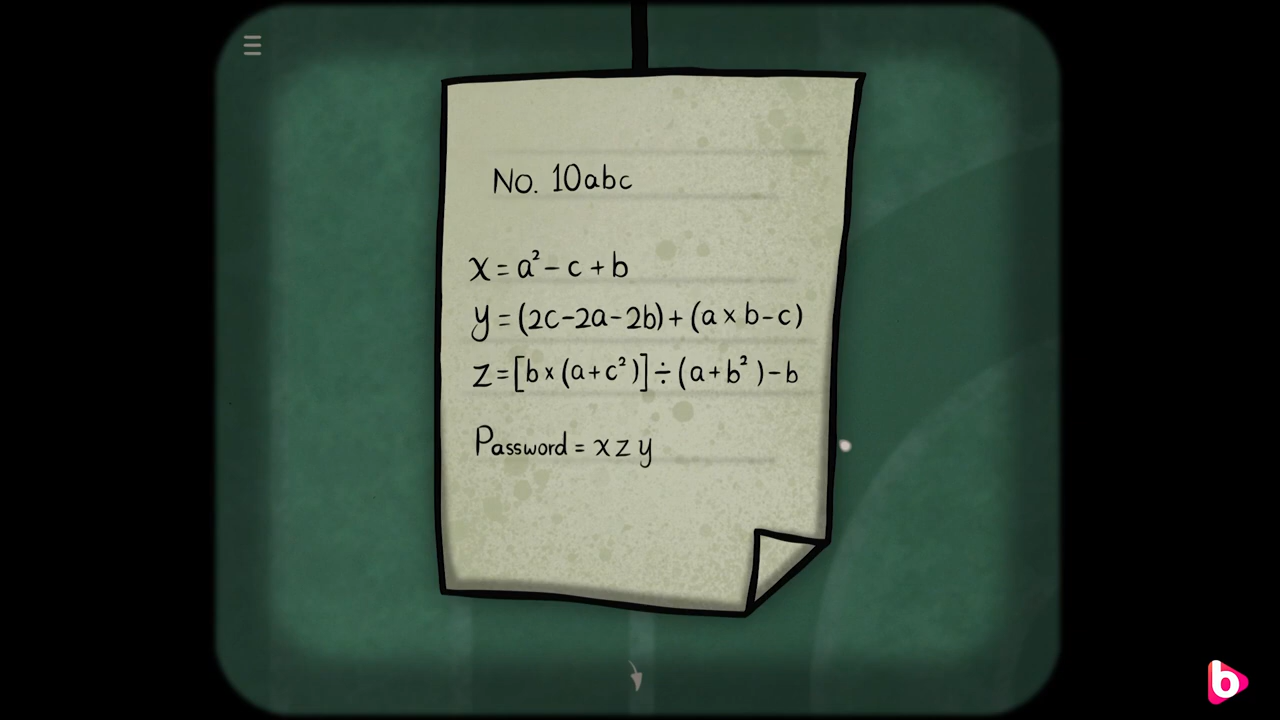 No. 10abc
x = a² - c + b
y = (2c-2a-2b) + (a × b - c)
z = [b × (a + c²)] ÷ (a + b²) - b
Password = x z y
b